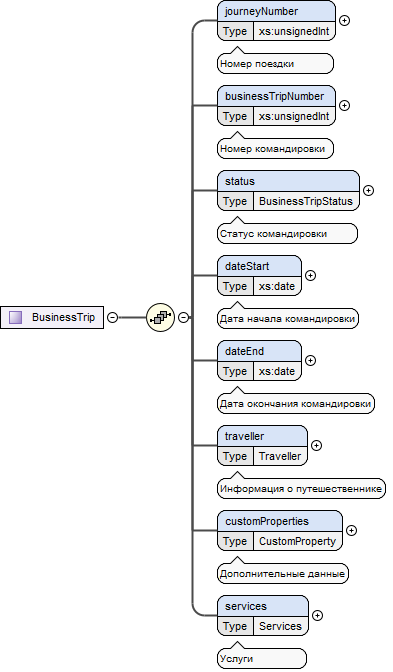 journeyNumber
Type xs:unsignedInt
Номер поездки
businessTripNumber
Type xs:unsignedInt
Номер командировки
status
Type BusinessTripStatus
Статус командировки
dateStart
Type xs:date
Дата начала командировки
BusinessTrip
dateEnd
Type xs:date
Дата окончания командировки
traveller
Type Traveller
Информация о путешественнике
customProperties
Type CustomProperty
Дополнительные данные
services
Type Services
Услуги